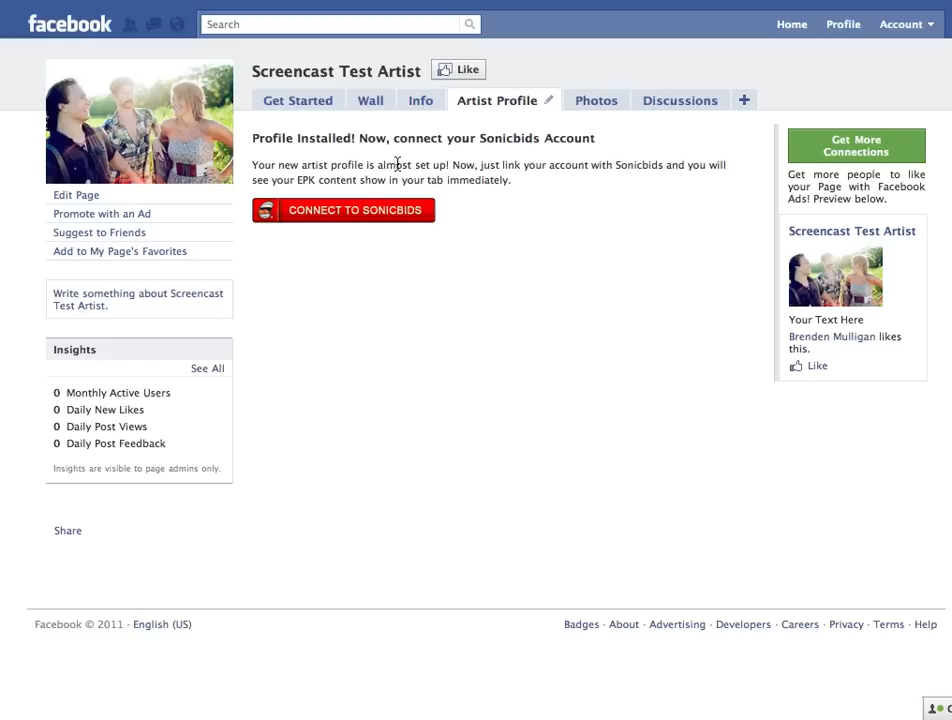 facebook
Search
Home Profile Account
Screencast Test Artist Like
Get Started Wall Info Artist Profile Photos Discussions +
Profile Installed! Now, connect your Sonicbids Account
Your new artist profile is almost set up! Now, just link your account with Sonicbids and you will
see your EPK content show in your tab immediately.
CONNECT TO SONICBIDS
Edit Page
Promote with an Ad
Suggest to Friends
Add to My Page's Favorites
Write something about Screencast
Test Artist.
Insights
See All
0 Monthly Active Users
0 Daily New Likes
0 Daily Post Views
0 Daily Post Feedback
Insights are visible to page admins only.
Share
Get More
Connections
Get more people to like
your Page with Facebook
Ads! Preview below.
Screencast Test Artist
Your Text Here
Brenden Mulligan likes
this.
Like
Facebook © 2011 · English (US)
Badges · About · Advertising · Developers · Careers · Privacy · Terms · Help